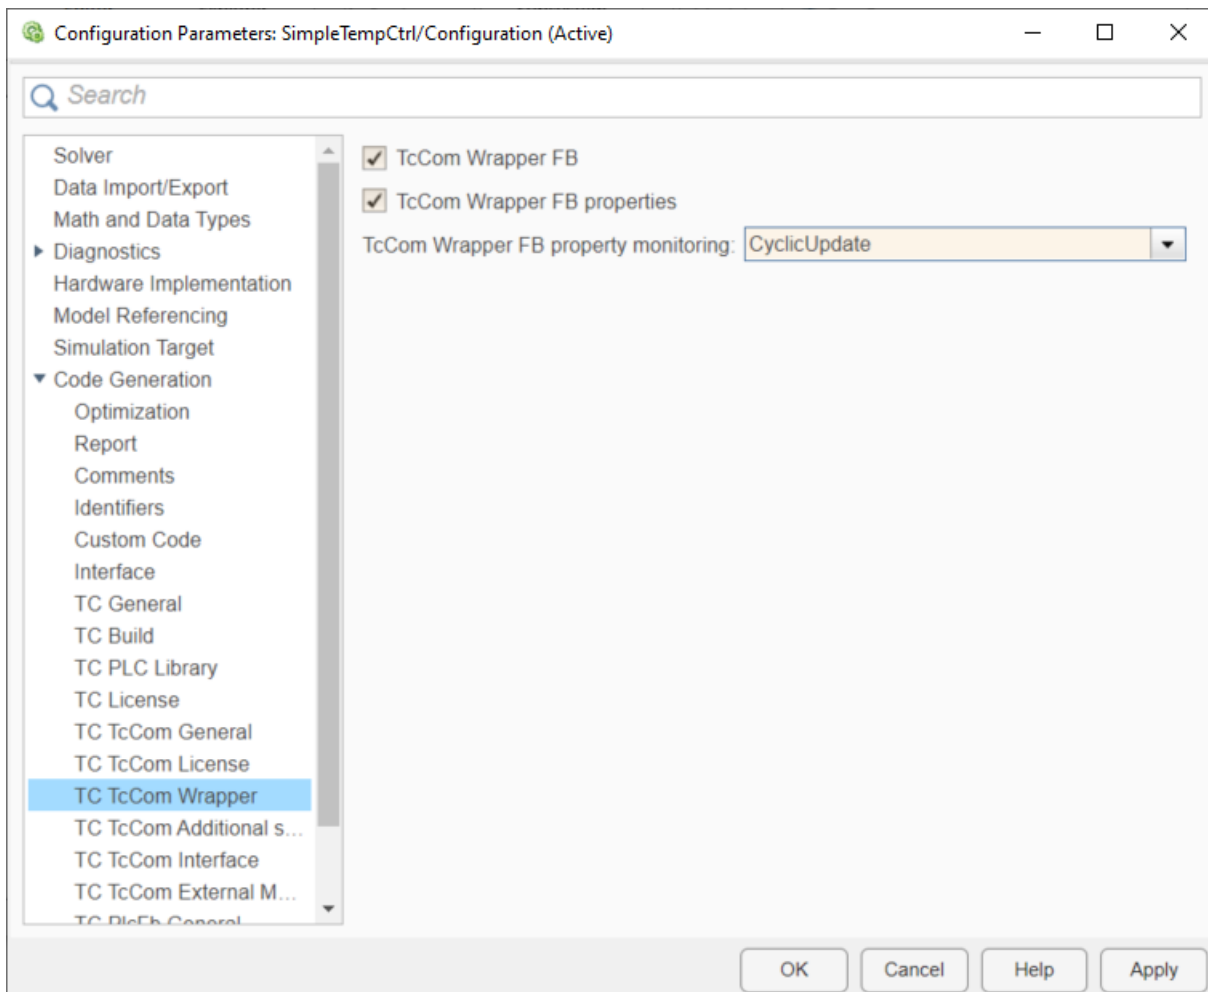 Configuration Parameters: SimpleTempCtrl/Configuration (Active)
Search
Solver
Data Import/Export
Math and Data Types
Diagnostics
Hardware Implementation
Model Referencing
Simulation Target
Code Generation
Optimization
Report
Comments
Identifiers
Custom Code
Interface
TC General
TC Build
TC PLC Library
TC License
TC TcCom General
TC TcCom License
TC TcCom Wrapper
TC TcCom Additional s...
TC TcCom Interface
TC TcCom External M...
TC PlcFb General
TcCom Wrapper FB
TcCom Wrapper FB properties
TcCom Wrapper FB property monitoring: CyclicUpdate
OK Cancel Help Apply